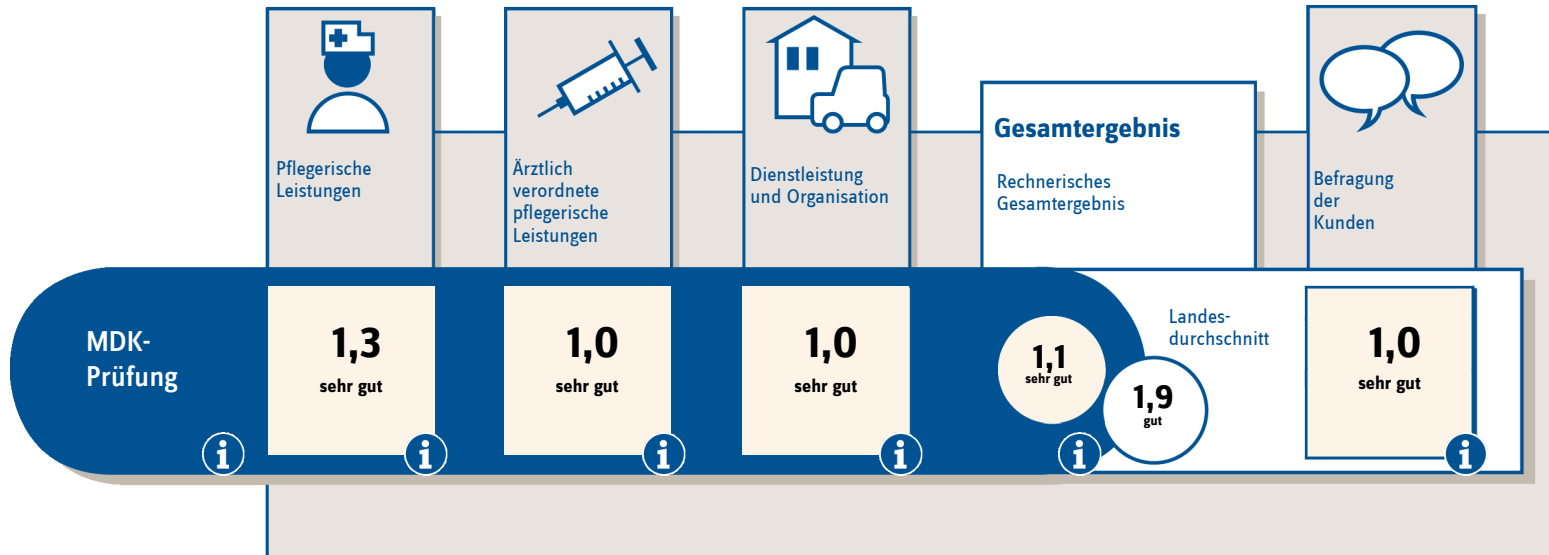 Pflegerische
Leistungen
Ärztlich
verordnete
pflegerische
Leistungen
Dienstleistung
und Organisation
Gesamtergebnis
Rechnerisches
Gesamtergebnis
Befragung
der
Kunden
MDK-
Prüfung
1,3
sehr gut
1,0
sehr gut
1,0
sehr gut
1,1
sehr gut
Landes-
durchschnitt
1,9
gut
1,0
sehr gut
i
i
i
i
i
i